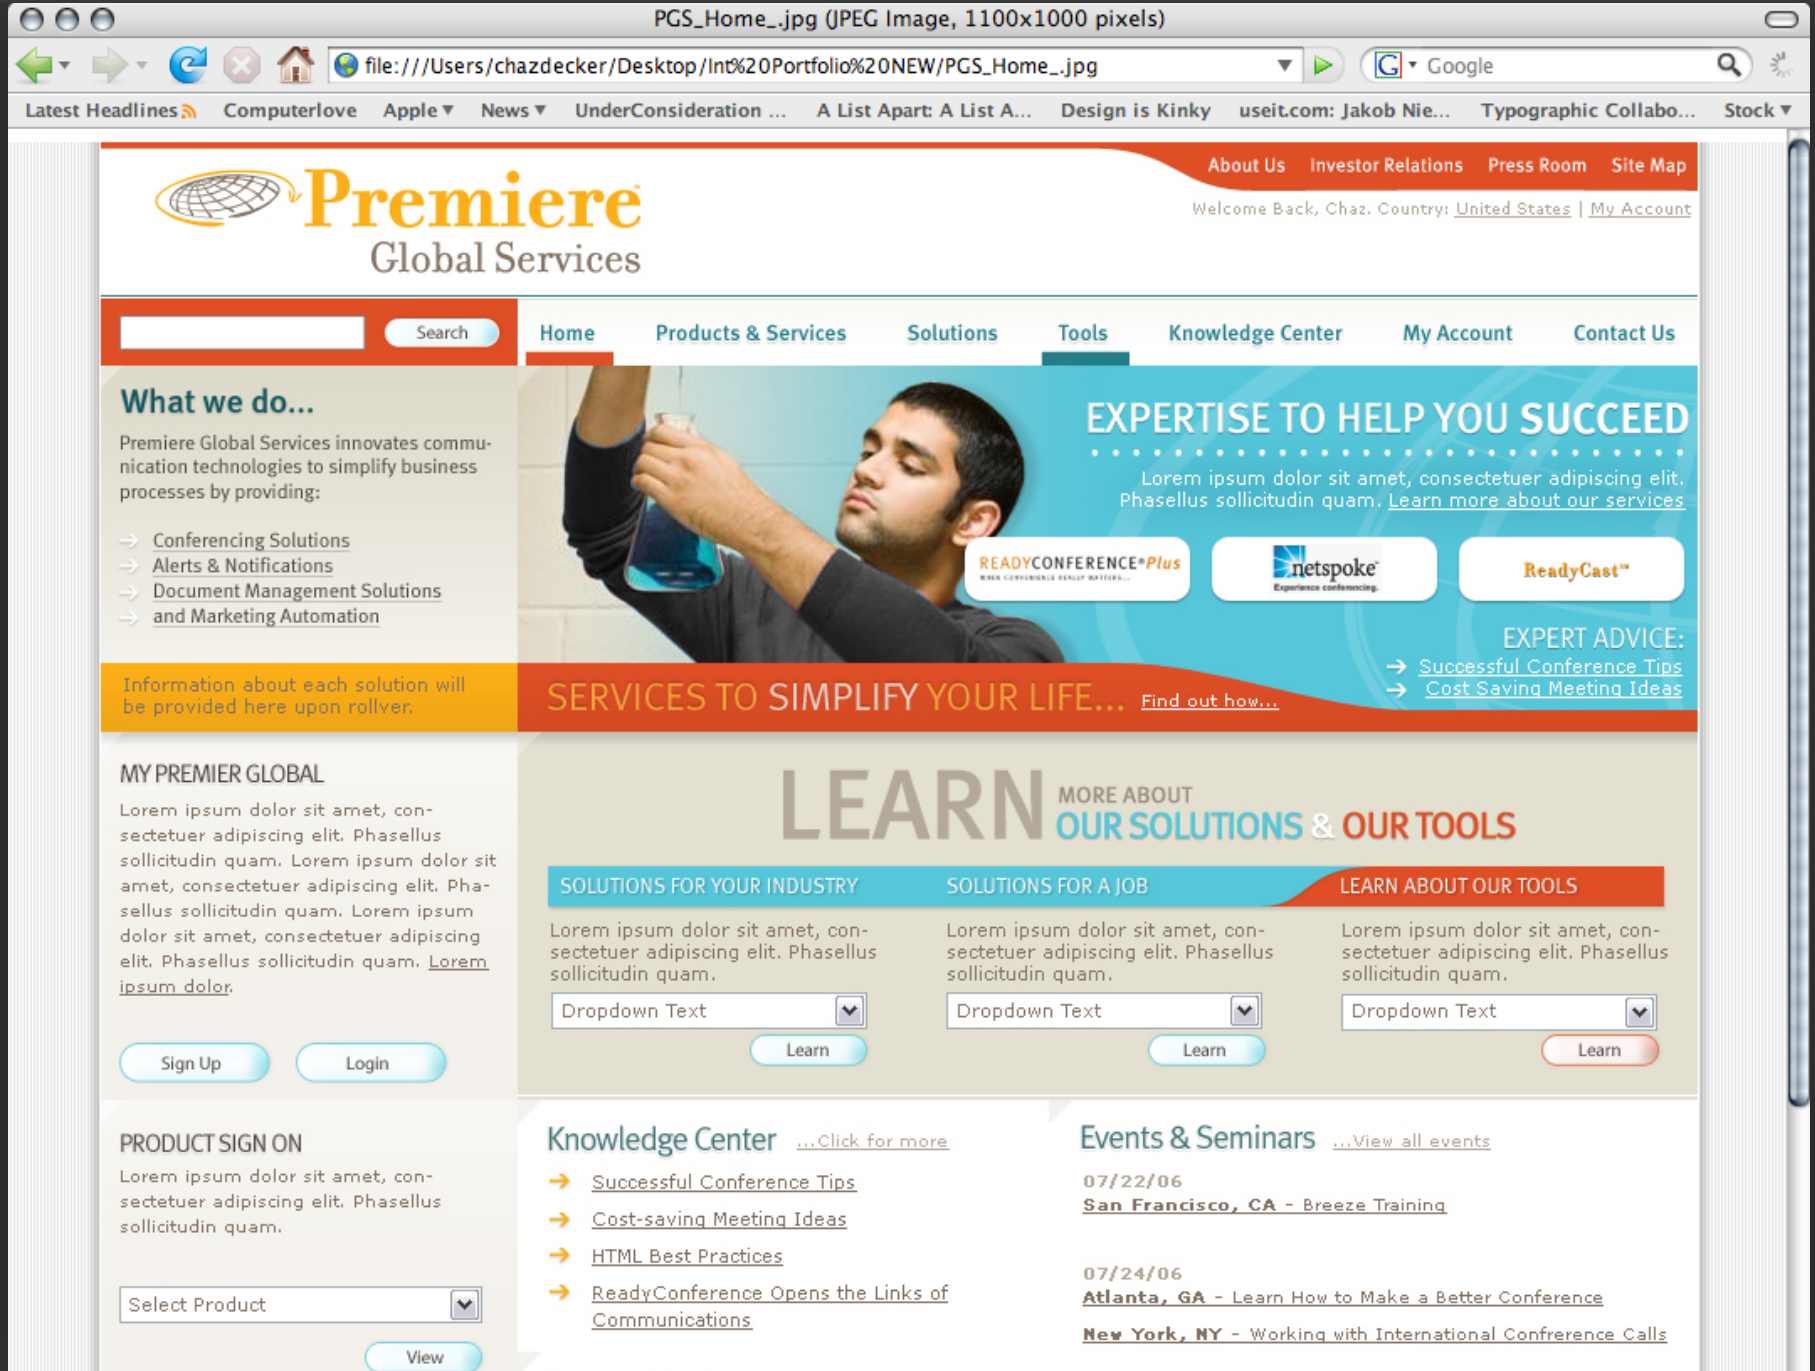 PGS_Home_.jpg (JPEG Image, 1100x1000 pixels)
file:///Users/chazdecker/Desktop/Int%20Portfolio%20NEW/PGS_Home_.jpg
G Google
Latest Headlines Computerlove Apple News UnderConsideration ... A List Apart: A List A... Design is Kinky useit.com: Jakob Nie... Typographic Collabo... Stock
About Us Investor Relations Press Room Site Map
Welcome Back, Chaz. Country: United States | My Account
Premiere™
Global Services
Search
Home Products & Services Solutions Tools Knowledge Center My Account Contact Us
What we do...
Premiere Global Services innovates commu-
nication technologies to simplify business
processes by providing:
Conferencing Solutions
Alerts & Notifications
Document Management Solutions
and Marketing Automation
Information about each solution will
be provided here upon rollver.
EXPERTISE TO HELP YOU SUCCEED
Lorem ipsum dolor sit amet, consectetuer adipiscing elit.
Phasellus sollicitudin quam. Learn more about our services
READYCONFERENCE®Plus
WHEN CONVENIENCE REALLY MATTERS...
netspoke™
Experience conferencing.
ReadyCast℠
EXPERT ADVICE:
Successful Conference Tips
Cost Saving Meeting Ideas
SERVICES TO SIMPLIFY YOUR LIFE... Find out how...
MY PREMIER GLOBAL
Lorem ipsum dolor sit amet, con-
sectetuer adipiscing elit. Phasellus
sollicitudin quam. Lorem ipsum dolor sit
amet, consectetuer adipiscing elit. Pha-
sellus sollicitudin quam. Lorem ipsum
dolor sit amet, consectetuer adipiscing
elit. Phasellus sollicitudin quam. Lorem
ipsum dolor.
Sign Up Login
LEARN MORE ABOUT
OUR SOLUTIONS & OUR TOOLS
SOLUTIONS FOR YOUR INDUSTRY
Lorem ipsum dolor sit amet, con-
sectetuer adipiscing elit. Phasellus
sollicitudin quam.
Dropdown Text
Learn
SOLUTIONS FOR A JOB
Lorem ipsum dolor sit amet, con-
sectetuer adipiscing elit. Phasellus
sollicitudin quam.
Dropdown Text
Learn
LEARN ABOUT OUR TOOLS
Lorem ipsum dolor sit amet, con-
sectetuer adipiscing elit. Phasellus
sollicitudin quam.
Dropdown Text
Learn
PRODUCT SIGN ON
Lorem ipsum dolor sit amet, con-
sectetuer adipiscing elit. Phasellus
sollicitudin quam.
Select Product
View
Knowledge Center ...Click for more
Successful Conference Tips
Cost-saving Meeting Ideas
HTML Best Practices
ReadyConference Opens the Links of
Communications
Events & Seminars ...View all events
07/22/06
San Francisco, CA - Breeze Training
07/24/06
Atlanta, GA - Learn How to Make a Better Conference
New York, NY - Working with International Confrerence Calls